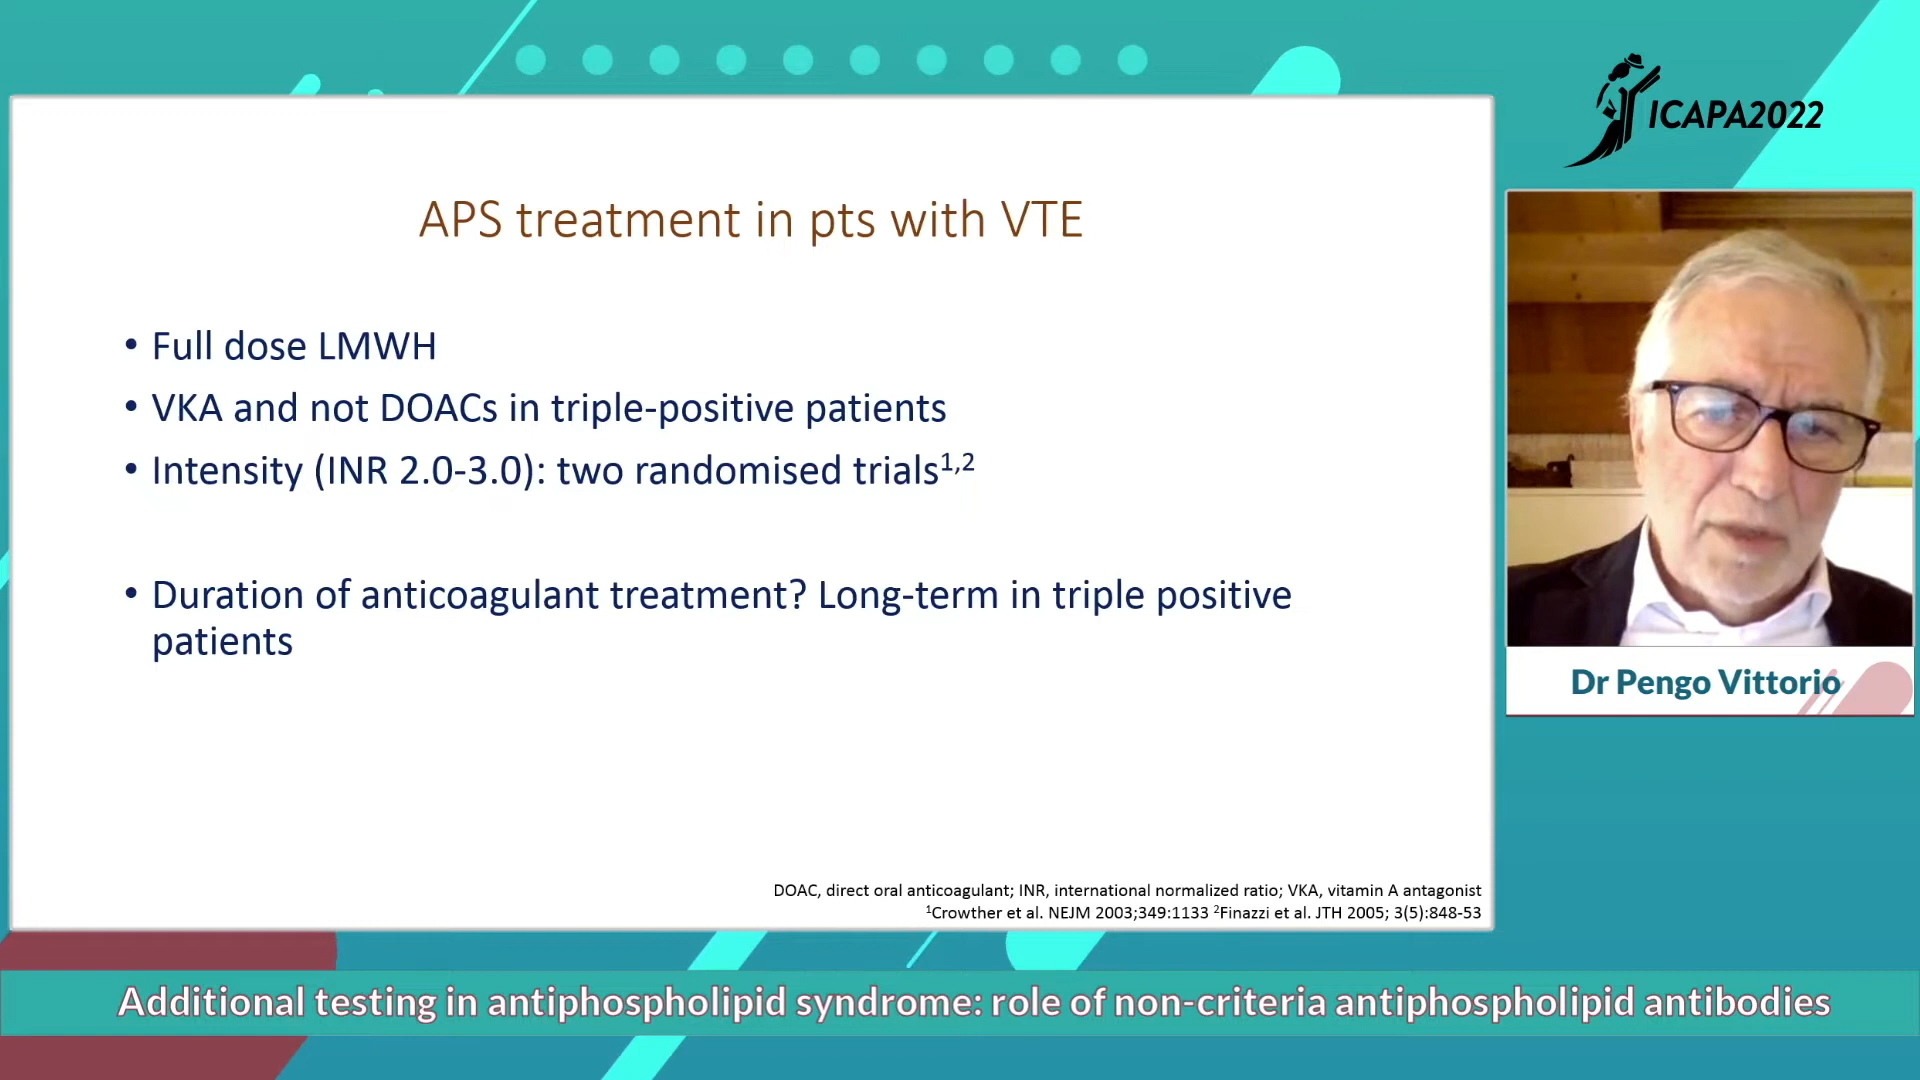 ICAPA2022
APS treatment in pts with VTE
• Full dose LMWH
• VKA and not DOACs in triple-positive patients
• Intensity (INR 2.0-3.0): two randomised trials¹,²
• Duration of anticoagulant treatment? Long-term in triple positive
patients
DOAC, direct oral anticoagulant; INR, international normalized ratio; VKA, vitamin A antagonist
¹Crowther et al. NEJM 2003;349:1133 ²Finazzi et al. JTH 2005; 3(5):848-53
Dr Pengo Vittorio
Additional testing in antiphospholipid syndrome: role of non-criteria antiphospholipid antibodies